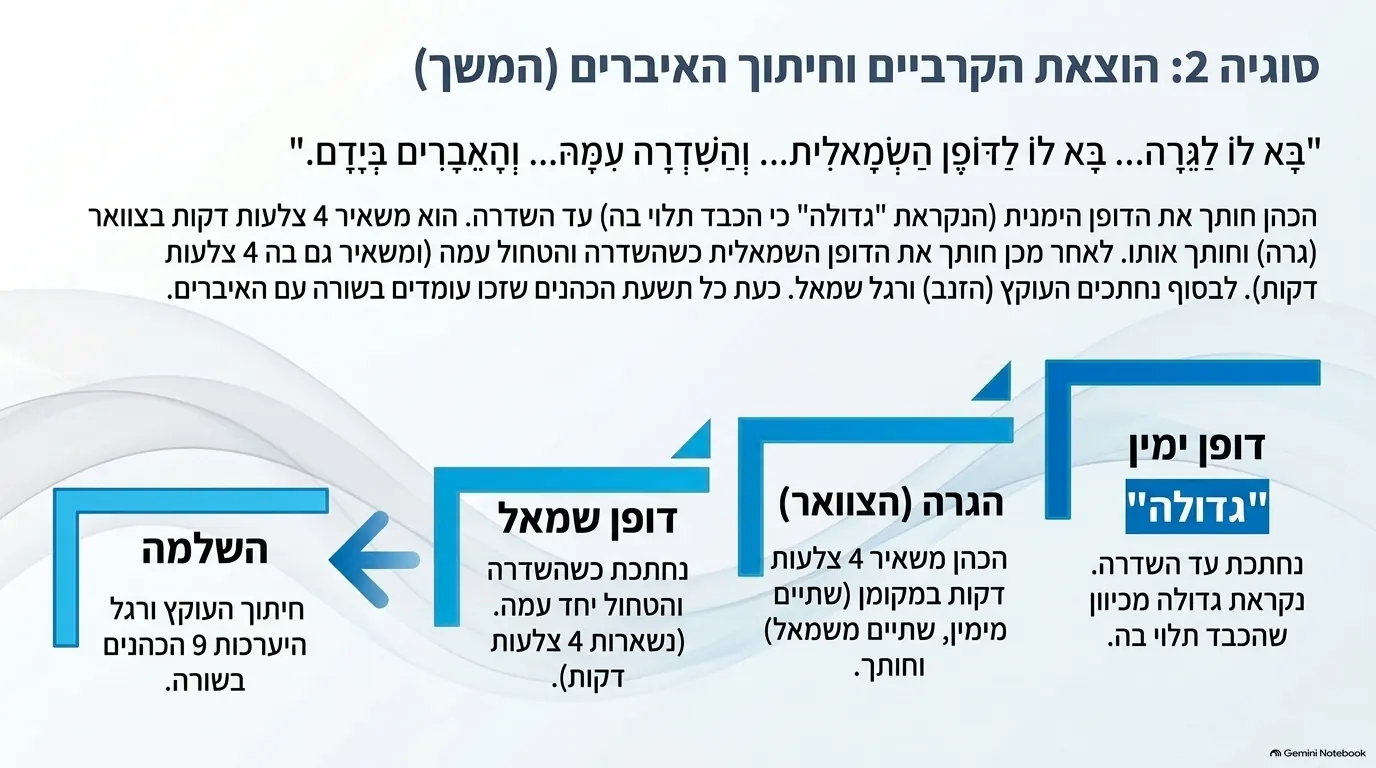 סוגיה 2: הוצאת הקרביים וחיתוך האיברים (המשך)
"בָּא לוֹ לַגֵּרָה... בָּא לוֹ לַדּוֹפֶן הַשְּׂמָאלִית... וְהַשִּׁדְרָה עִמָּהּ... וְהָאֵבָרִים בְּיָדָם."
הכהן חותך את הדופן הימנית (הנקראת "גדולה" כי הכבד תלוי בה) עד השדרה. הוא משאיר 4 צלעות דקות בצוואר
(גרה) וחותך אותו. לאחר מכן חותך את הדופן השמאלית כשהשדרה והטחול עמה (ומשאיר גם בה 4 צלעות
דקות). לבסוף נחתכים העוקץ (הזנב) ורגל שמאל. כעת כל תשעת הכהנים שזכו עומדים בשורה עם האיברים.
דופן ימין
"גדולה"
נחתכת עד השדרה.
נקראת גדולה מכיוון
שהכבד תלוי בה.
הגרה (הצוואר)
הכהן משאיר 4 צלעות
דקות במקומן (שתיים
מימין, שתיים משמאל)
וחותך.
דופן שמאל
נחתכת כשהשדרה
והטחול יחד עמה.
(נשארות 4 צלעות
דקות).
השלמה
חיתוך העוקץ ורגל
היערכות 9 הכהנים
בשורה.
Gemini Notebook